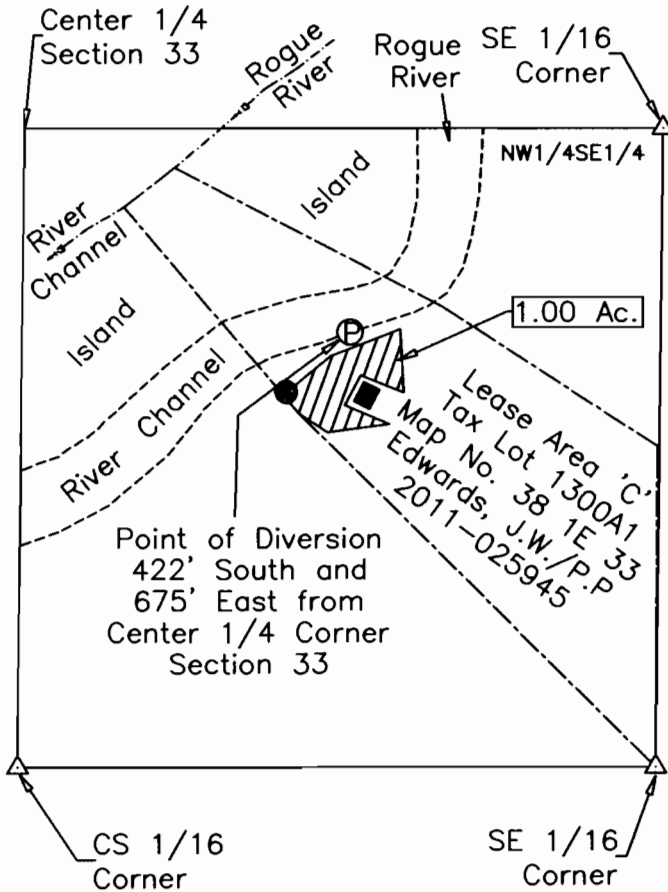 Center 1/4
Section 33
Rogue
River
Rogue
River
SE 1/16
Corner
NW1/4SE1/4
River
Channel
Island
Island
1.00 Ac.
P
River Channel
Lease Area 'C'
Tax Lot 1300A1
Map No. 38 1E 33
Edwards, J.W./P.P
2011-025945
Point of Diversion
422' South and
675' East from
Center 1/4 Corner
Section 33
CS 1/16
Corner
SE 1/16
Corner